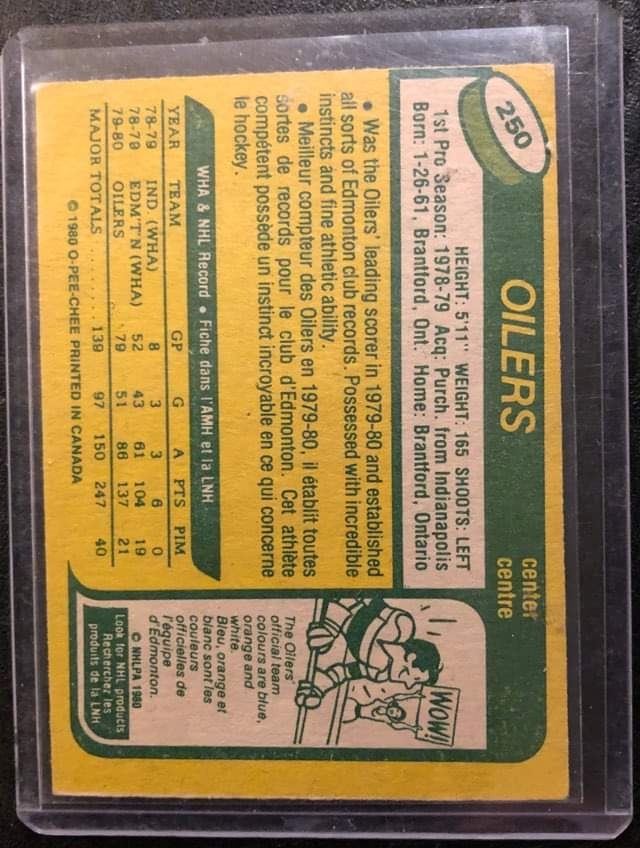 250
OILERS
center
centre
HEIGHT: 5'11" WEIGHT: 165 SHOOTS: LEFT
1st Pro Season: 1978-79 Acq: Purch. from Indianapolis
Born: 1-26-61, Brantford, Ont. Home: Brantford, Ontario
• Was the Oilers' leading scorer in 1979-80 and established
all sorts of Edmonton club records. Possessed with incredible
instincts and fine athletic ability.
• Meilleur compteur des Oilers en 1979-80, il établit toutes
sortes de records pour le club d'Edmonton. Cet athlète
compétent possède un instinct incroyable en ce qui concerne
le hockey.
WHA & NHL Record • Fiche dans l'AMH et la LNH
YEAR TEAM GP G A PTS PIM
78-79 IND (WHA) 8 3 3 6 0
78-79 EDM'T'N (WHA) 52 43 61 104 19
79-80 OILERS 79 51 86 137 21
MAJOR TOTALS ....... 139 97 150 247 40
© 1980 O-PEE-CHEE PRINTED IN CANADA
WOW!
The Oilers'
official team
colours are blue,
orange and
white.
Bleu, orange et
blanc sont les
couleurs
officielles de
l'équipe
d'Edmonton.
© NHLPA 1980
Look for NHL products
Recherchez les
produits de la LNH